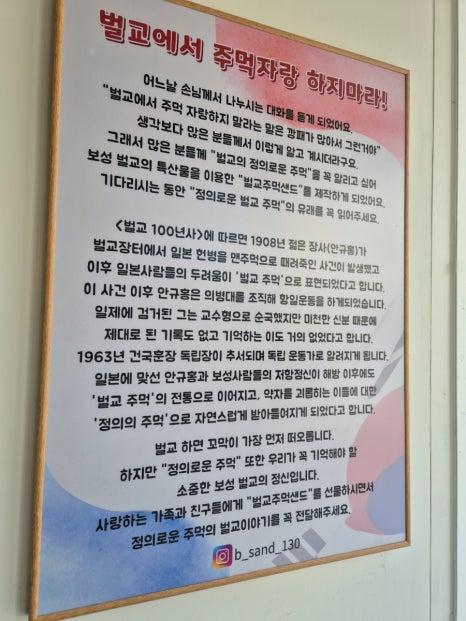 벌교에서 주먹자랑 하지마라!
어느날 손님께서 나누시는 대화를 듣게 되었어요.
"벌교에서 주먹 자랑하지 말라는 말은 깡패가 많아서 그런거야"
생각보다 많은 분들께서 이렇게 알고 계시더라구요.
그래서 많은 분들께 "벌교의 정의로운 주먹"을 꼭 알리고 싶어
보성 벌교의 특산물을 이용한 "벌교주먹샌드"를 제작하게 되었어요.
기다리시는 동안 "정의로운 벌교 주먹"의 유래를 꼭 읽어주세요.
<벌교 100년사>에 따르면 1908년 젊은 장사(안규홍)가
벌교장터에서 일본 헌병을 맨주먹으로 때려죽인 사건이 발생했고
이후 일본사람들의 두려움이 '벌교 주먹'으로 표현되었다고 합니다.
이 사건 이후 안규홍은 의병대를 조직해 항일운동을 하게되었습니다.
일제에 검거된 그는 교수형으로 순국했지만 미천한 신분 때문에
제대로 된 기록도 없고 기억하는 이도 거의 없었다고 합니다.
1963년 건국훈장 독립장이 추서되며 독립 운동가로 알려지게 됩니다.
일본에 맞선 안규홍과 보성사람들의 저항정신이 해방 이후에도
'벌교 주먹'의 전통으로 이어지고, 약자를 괴롭히는 이들에 대한
'정의의 주먹'으로 자연스럽게 받아들여지게 되었다고 합니다.
벌교 하면 꼬막이 가장 먼저 떠오릅니다.
하지만 "정의로운 주먹" 또한 우리가 꼭 기억해야 할
소중한 보성 벌교의 정신입니다.
사랑하는 가족과 친구들에게 "벌교주먹샌드"를 선물하시면서
정의로운 주먹의 벌교이야기를 꼭 전달해주세요.
b_sand_130